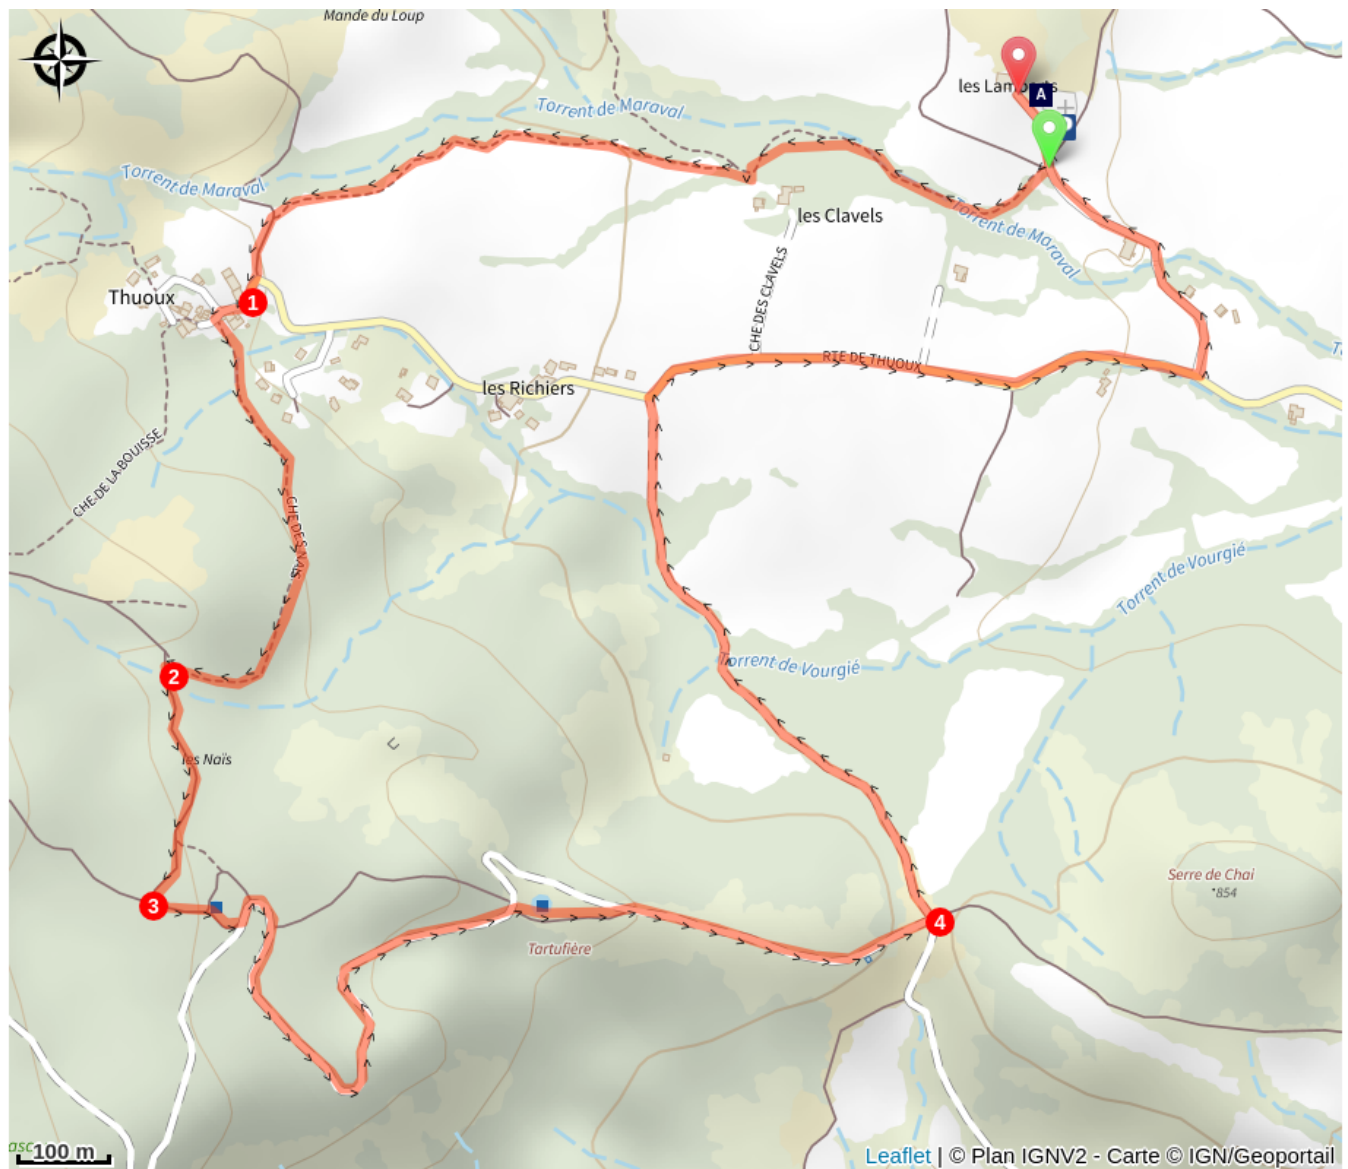 Mande du Loup
les Lamberts
A
Torrent de Maraval
Torrent de Maraval
les Clavels
Torrent de Maraval
Thuoux
1
CHE DES CLAVELS
RTE DE THUOUX
les Richiers
CHE DE LA BOUISSE
CHE DES NAIS
Torrent de Vourgié
Torrent de Vourgié
2
les Naïs
Serre de Chai
854
3
4
Tartufière
100 m
Leaflet | © Plan IGNV2 - Carte © IGN/Geoportail